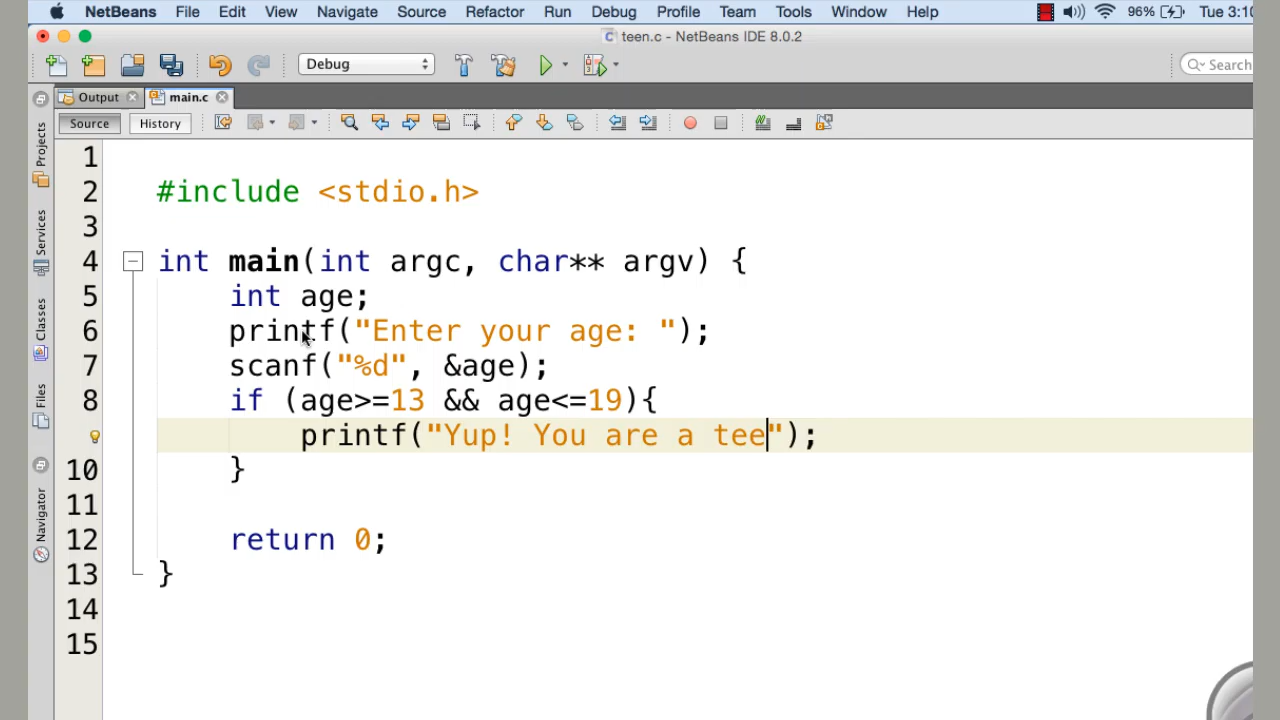 NetBeans File Edit View Navigate Source Refactor Run Debug Profile Team Tools Window Help 96% Tue 3:10
teen.c - NetBeans IDE 8.0.2
Debug Search
Output main.c
Source History
Projects
Services
Classes
Files
Navigator
1
2 #include <stdio.h>
3
4 int main(int argc, char** argv) {
5 int age;
6 printf("Enter your age: ");
7 scanf("%d", &age);
8 if (age>=13 && age<=19){
printf("Yup! You are a tee");
10 }
11
12 return 0;
13 }
14
15